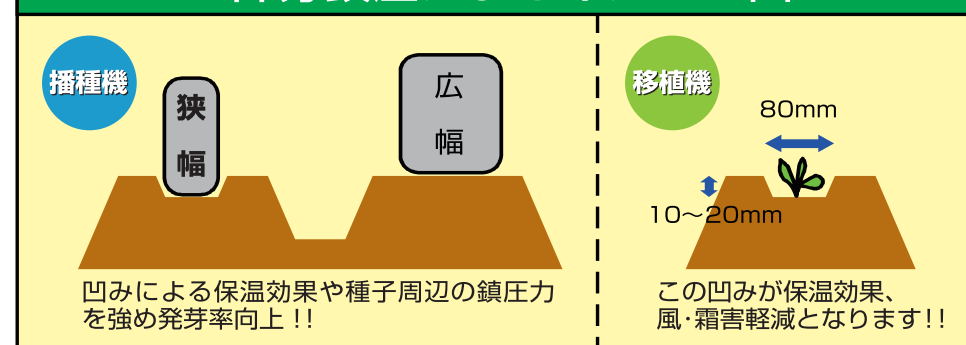 播種機
狭幅
広幅
凹みによる保温効果や種子周辺の鎮圧力
を強め発芽率向上!!
移植機
80mm
10〜20mm
この凹みが保温効果、
風・霜害軽減となります!!